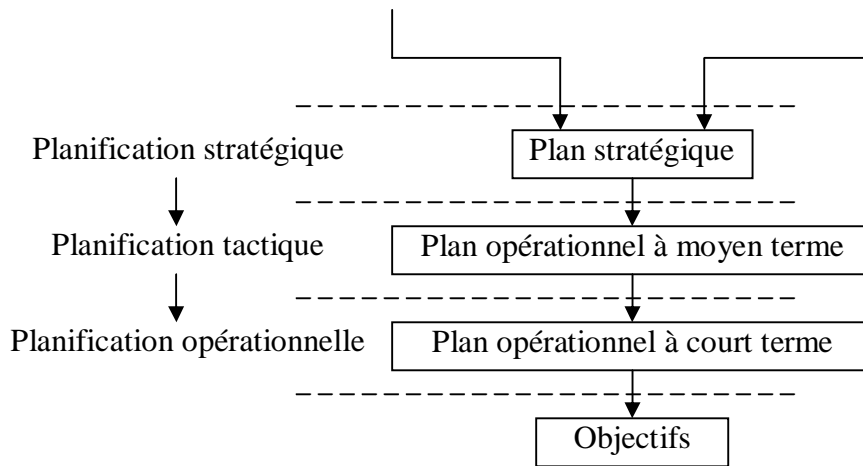 Planification stratégique
Plan stratégique
Planification tactique
Plan opérationnel à moyen terme
Planification opérationnelle
Plan opérationnel à court terme
Objectifs